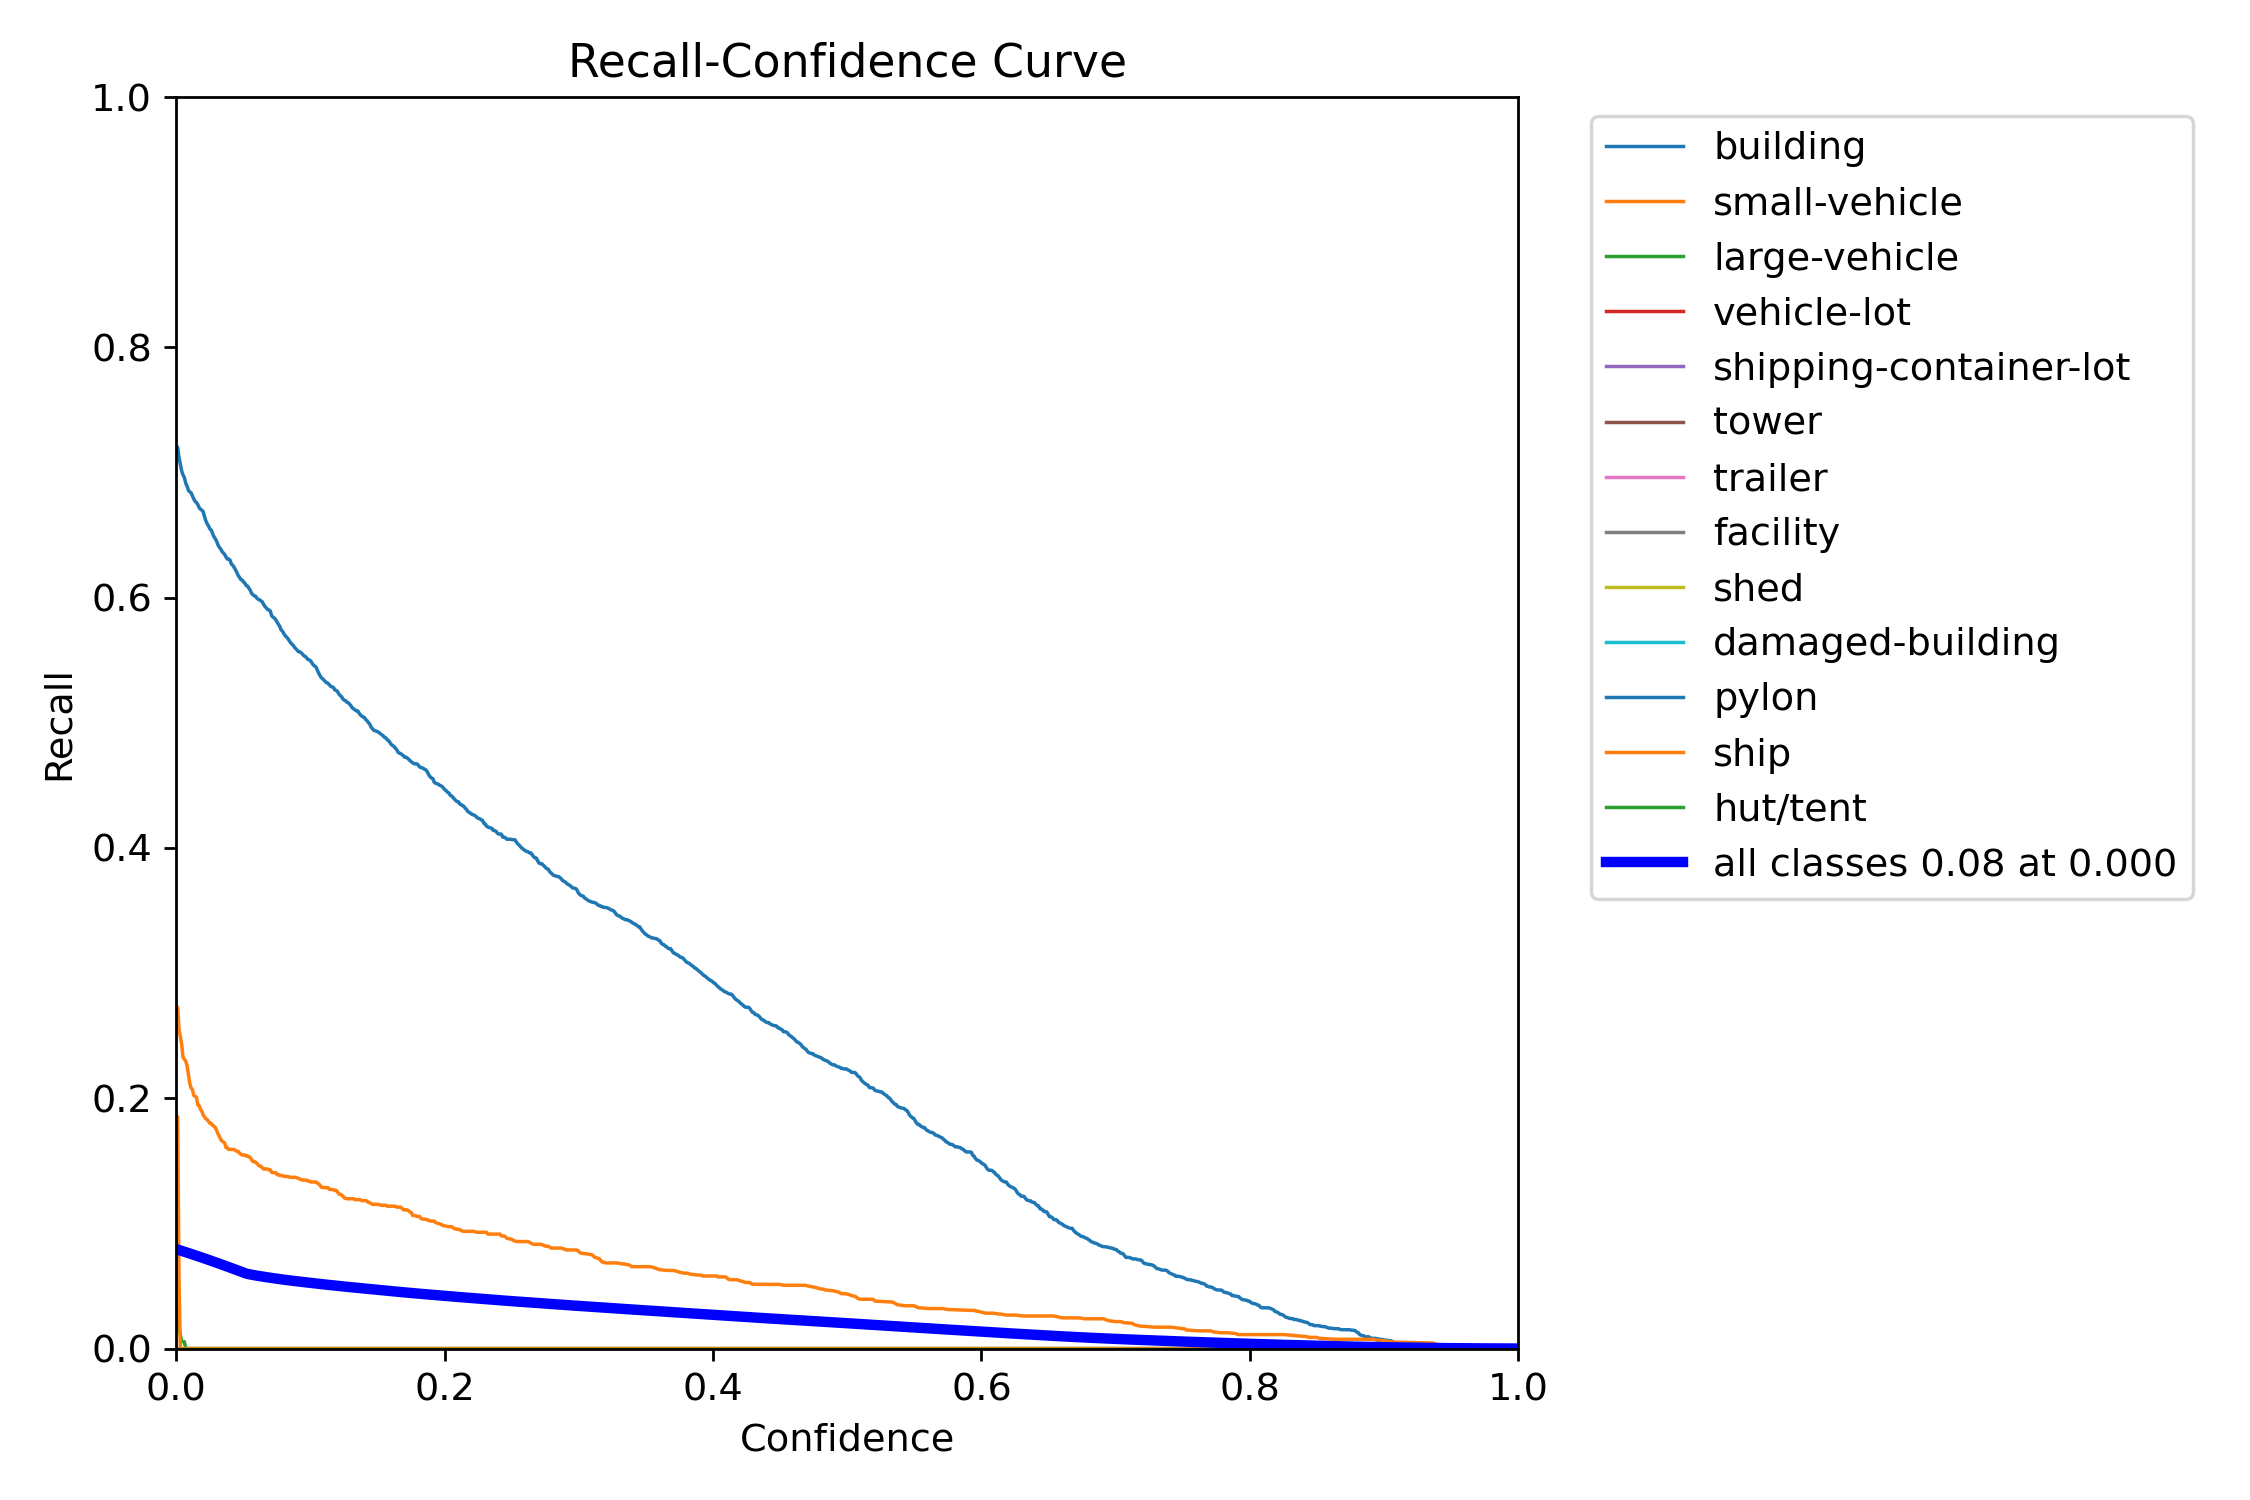 Recall-Confidence Curve
1.0
0.8
0.6
0.4
0.2
0.0
Recall
0.0 0.2 0.4 0.6 0.8 1.0
Confidence
building
small-vehicle
large-vehicle
vehicle-lot
shipping-container-lot
tower
trailer
facility
shed
damaged-building
pylon
ship
hut/tent
all classes 0.08 at 0.000